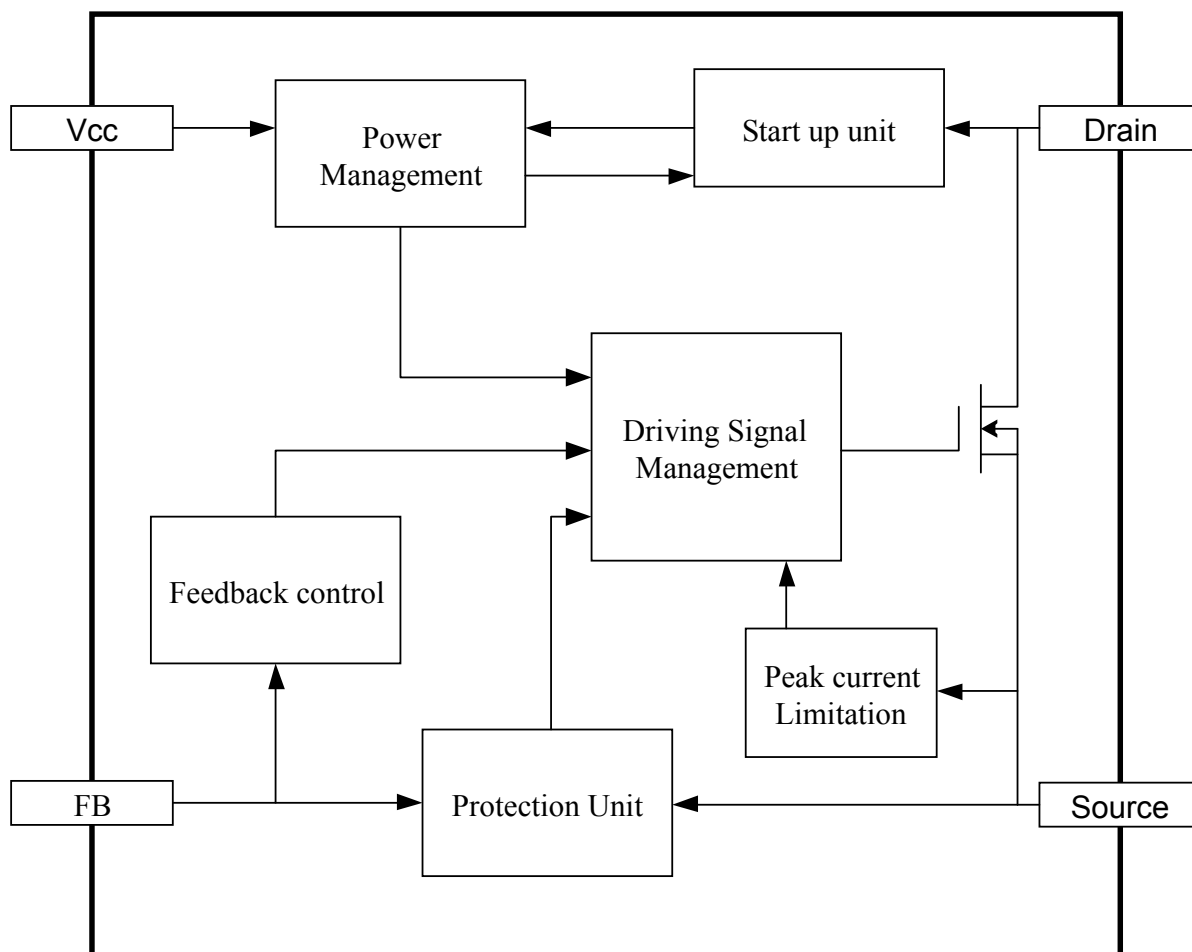 Vcc
Power
Management
Start up unit
Drain
Driving Signal
Management
Feedback control
Peak current
Limitation
FB
Protection Unit
Source